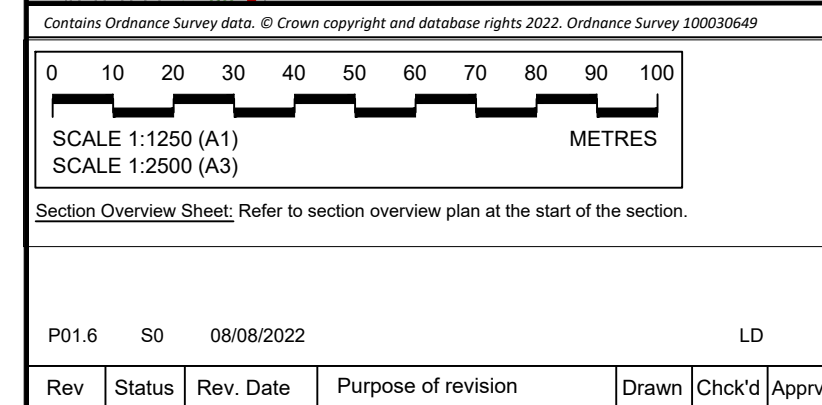 Contains Ordnance Survey data. © Crown copyright and database rights 2022. Ordnance Survey 100030649
0 10 20 30 40 50 60 70 80 90 100
SCALE 1:1250 (A1) METRES
SCALE 1:2500 (A3)
Section Overview Sheet: Refer to section overview plan at the start of the section.
P01.6 S0 08/08/2022 LD
Rev Status Rev. Date Purpose of revision Drawn Chck'd Apprv